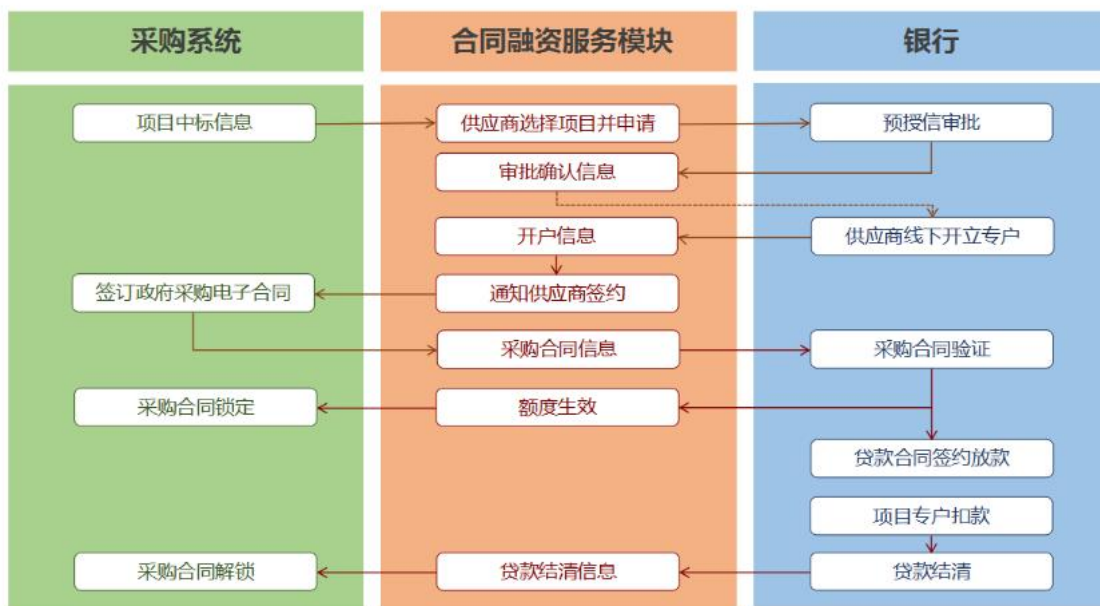 采购系统
合同融资服务模块
银行
项目中标信息
供应商选择项目并申请
预授信审批
审批确认信息
开户信息
供应商线下开立专户
签订政府采购电子合同
通知供应商签约
采购合同信息
采购合同验证
采购合同锁定
额度生效
贷款合同签约放款
项目专户扣款
采购合同解锁
贷款结清信息
贷款结清